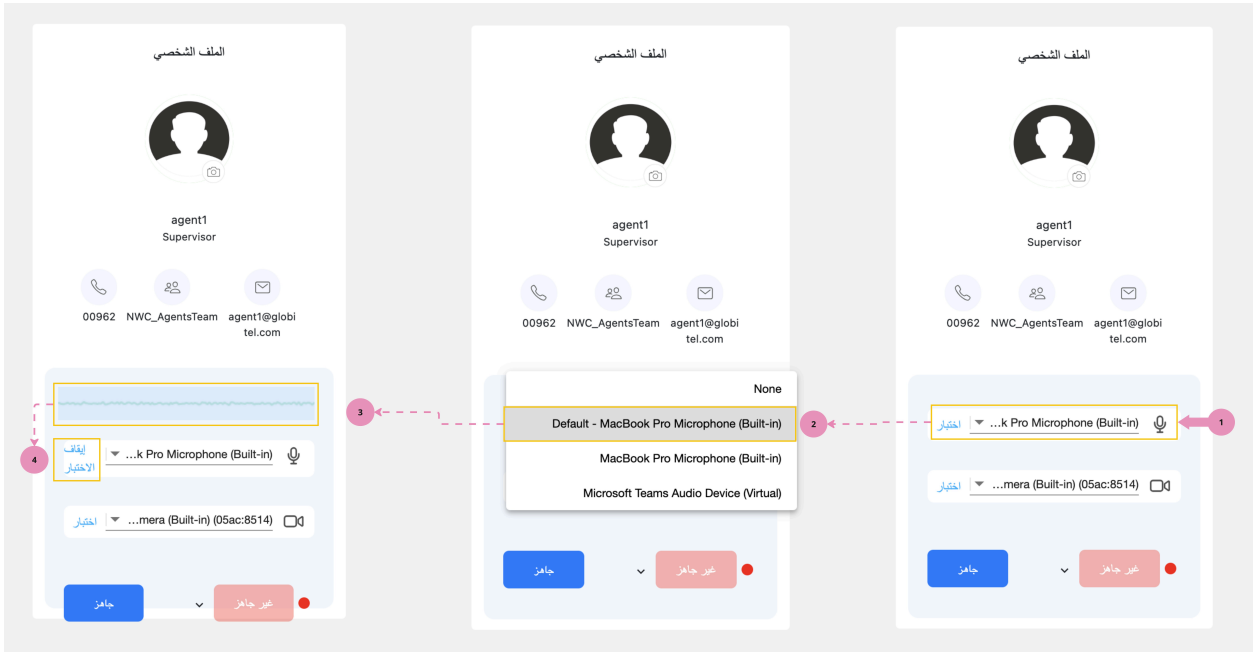 الملف الشخصي
agent1
Supervisor
00962
NWC_AgentsTeam
agent1@globi
tel.com
...k Pro Microphone (Built-in)
اختبار
1
...mera (Built-in) (05ac:8514)
اختبار
غير جاهز
جاهز
الملف الشخصي
agent1
Supervisor
00962
NWC_AgentsTeam
agent1@globi
tel.com
None
Default - MacBook Pro Microphone (Built-in)
2
MacBook Pro Microphone (Built-in)
Microsoft Teams Audio Device (Virtual)
غير جاهز
جاهز
الملف الشخصي
agent1
Supervisor
00962
NWC_AgentsTeam
agent1@globi
tel.com
3
...k Pro Microphone (Built-in)
إيقاف
الاختبار
4
...mera (Built-in) (05ac:8514)
اختبار
غير جاهز
جاهز